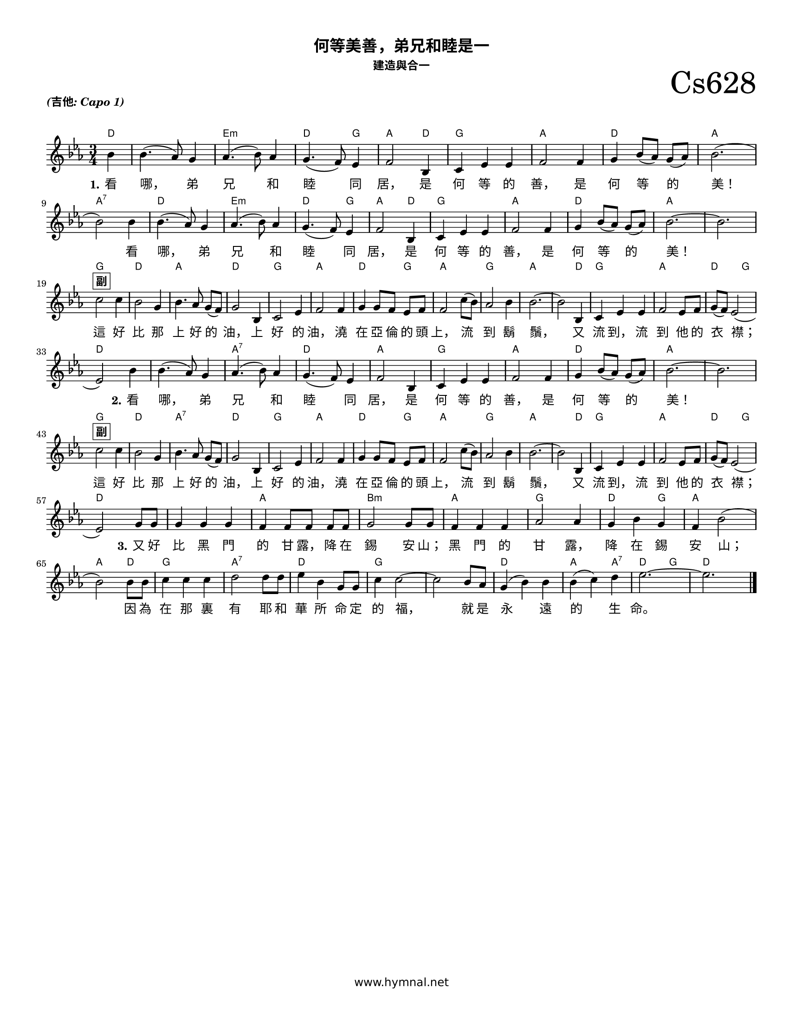 何等美善，弟兄和睦是一
建造與合一
Cs628
(吉他: Capo 1)
D Em D G A D G A D A
3
4
1. 看 哪， 弟 兄 和 睦 同 居， 是 何 等 的 善， 是 何 等 的 美！
9
A7 D Em D G A D G A D A
看 哪， 弟 兄 和 睦 同 居， 是 何 等 的 善， 是 何 等 的 美！
G D A D G A D G A G A D G A D G
19
副
這 好 比 那 上 好 的 油，上 好 的 油，澆 在 亞 倫 的 頭 上，流 到 鬍 鬚， 又 流 到，流 到 他 的 衣 襟；
33
D A7 D A G A D A
2. 看 哪， 弟 兄 和 睦 同 居， 是 何 等 的 善， 是 何 等 的 美！
G D A7 D G A D G A G A D G A D G
43
副
這 好 比 那 上 好 的 油，上 好 的 油，澆 在 亞 倫 的 頭 上，流 到 鬍 鬚， 又 流 到，流 到 他 的 衣 襟；
57
D A Bm A G D G A
3. 又 好 比 黑 門 的 甘 露，降 在 錫 安 山；黑 門 的 甘 露， 降 在 錫 安 山；
65
A D G A7 D G A D A A7 D G D
因 為 在 那 裏 有 耶 和 華 所 命 定 的 福， 就 是 永 遠 的 生 命。
www.hymnal.net